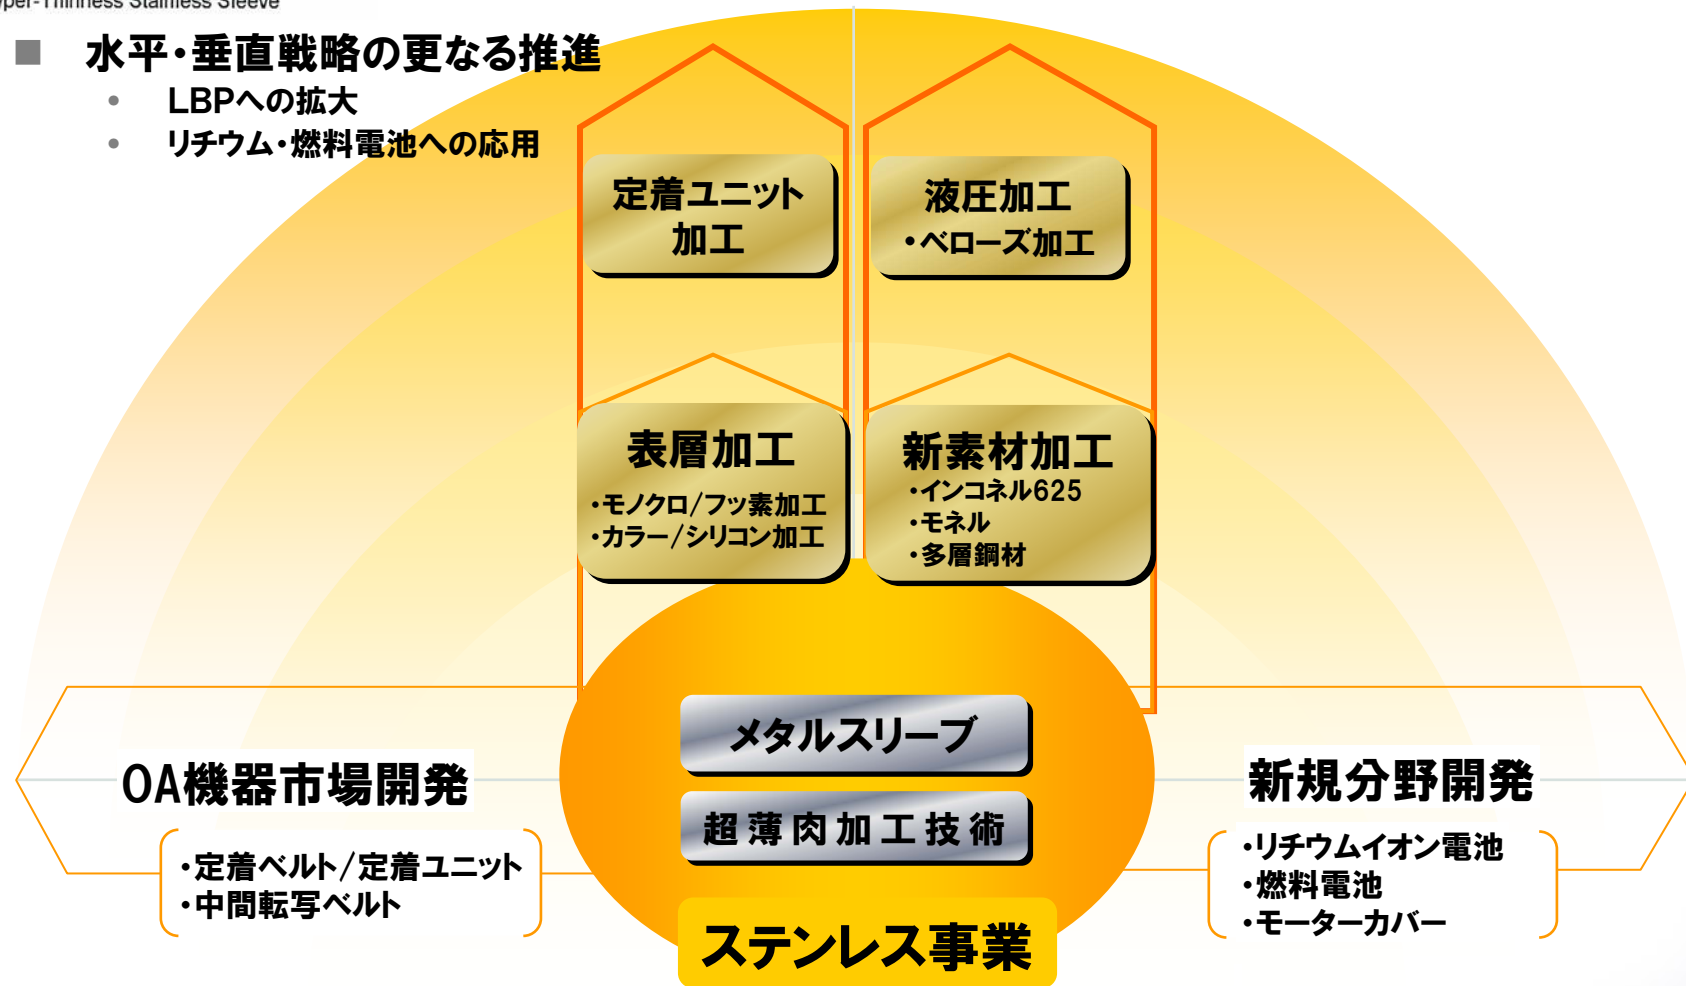 Thinness Stainless Sleeve
■ 水平・垂直戦略の更なる推進
• LBPへの拡大
• リチウム・燃料電池への応用
定着ユニット
加工
液圧加工
・ベローズ加工
表層加工
・モノクロ/フッ素加工
・カラー/シリコン加工
新素材加工
・インコネル625
・モネル
・多層鋼材
メタルスリーブ
超薄肉加工技術
ステンレス事業
OA機器市場開発
・定着ベルト/定着ユニット
・中間転写ベルト
新規分野開発
・リチウムイオン電池
・燃料電池
・モーターカバー